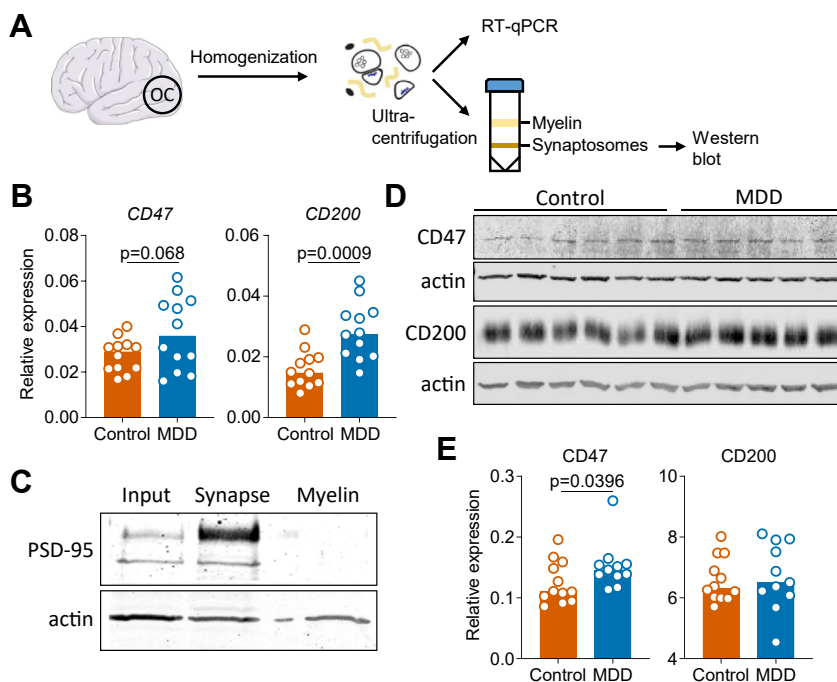 A
OC
Homogenization
Ultra-
centrifugation
RT-qPCR
Myelin
Synaptosomes
Western
blot
B
CD47
CD200
Relative expression
0.08
0.06
0.04
0.02
0.00
p=0.068
Control MDD
0.06
0.04
0.02
0.00
p=0.0009
Control MDD
C
Input Synapse Myelin
PSD-95
actin
D
Control MDD
CD47
actin
CD200
actin
E
CD47
CD200
Relative expression
0.3
0.2
0.1
0.0
p=0.0396
Control MDD
10
8
6
4
Control MDD